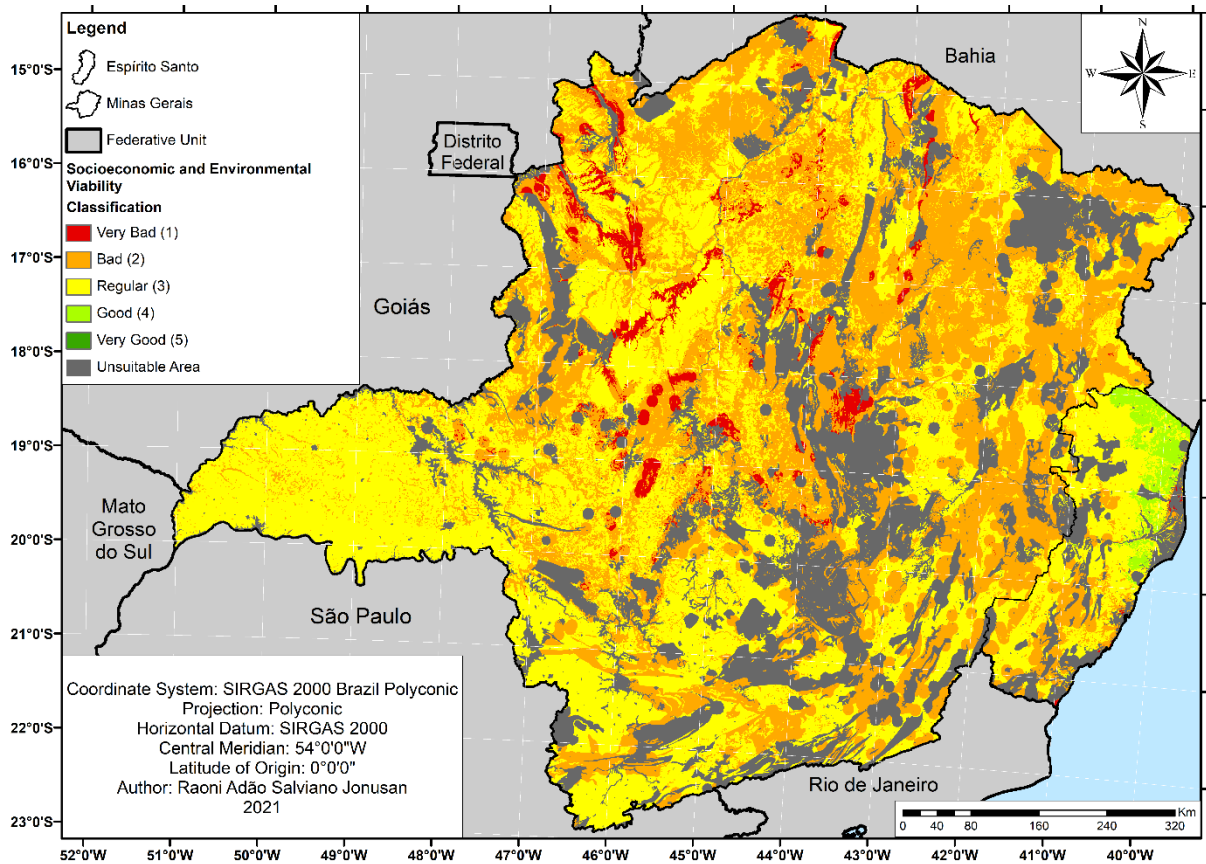 Legend
Espírito Santo
Minas Gerais
Federative Unit
Socioeconomic and Environmental
Viability
Classification
Very Bad (1)
Bad (2)
Regular (3)
Good (4)
Very Good (5)
Unsuitable Area
Bahia
N
W
E
S
Distrito
Federal
Goiás
Mato
Grosso
do Sul
São Paulo
Rio de Janeiro
Coordinate System: SIRGAS 2000 Brazil Polyconic
Projection: Polyconic
Horizontal Datum: SIRGAS 2000
Central Meridian: 54°0'0"W
Latitude of Origin: 0°0'0"
Author: Raoni Adão Salviano Jonusan
2021
Km
0 20 40 80 160 240 320
15°0'S
16°0'S
17°0'S
18°0'S
19°0'S
20°0'S
21°0'S
22°0'S
23°0'S
52°0'W 51°0'W 50°0'W 49°0'W 48°0'W 47°0'W 46°0'W 45°0'W 44°0'W 43°0'W 42°0'W 41°0'W 40°0'W